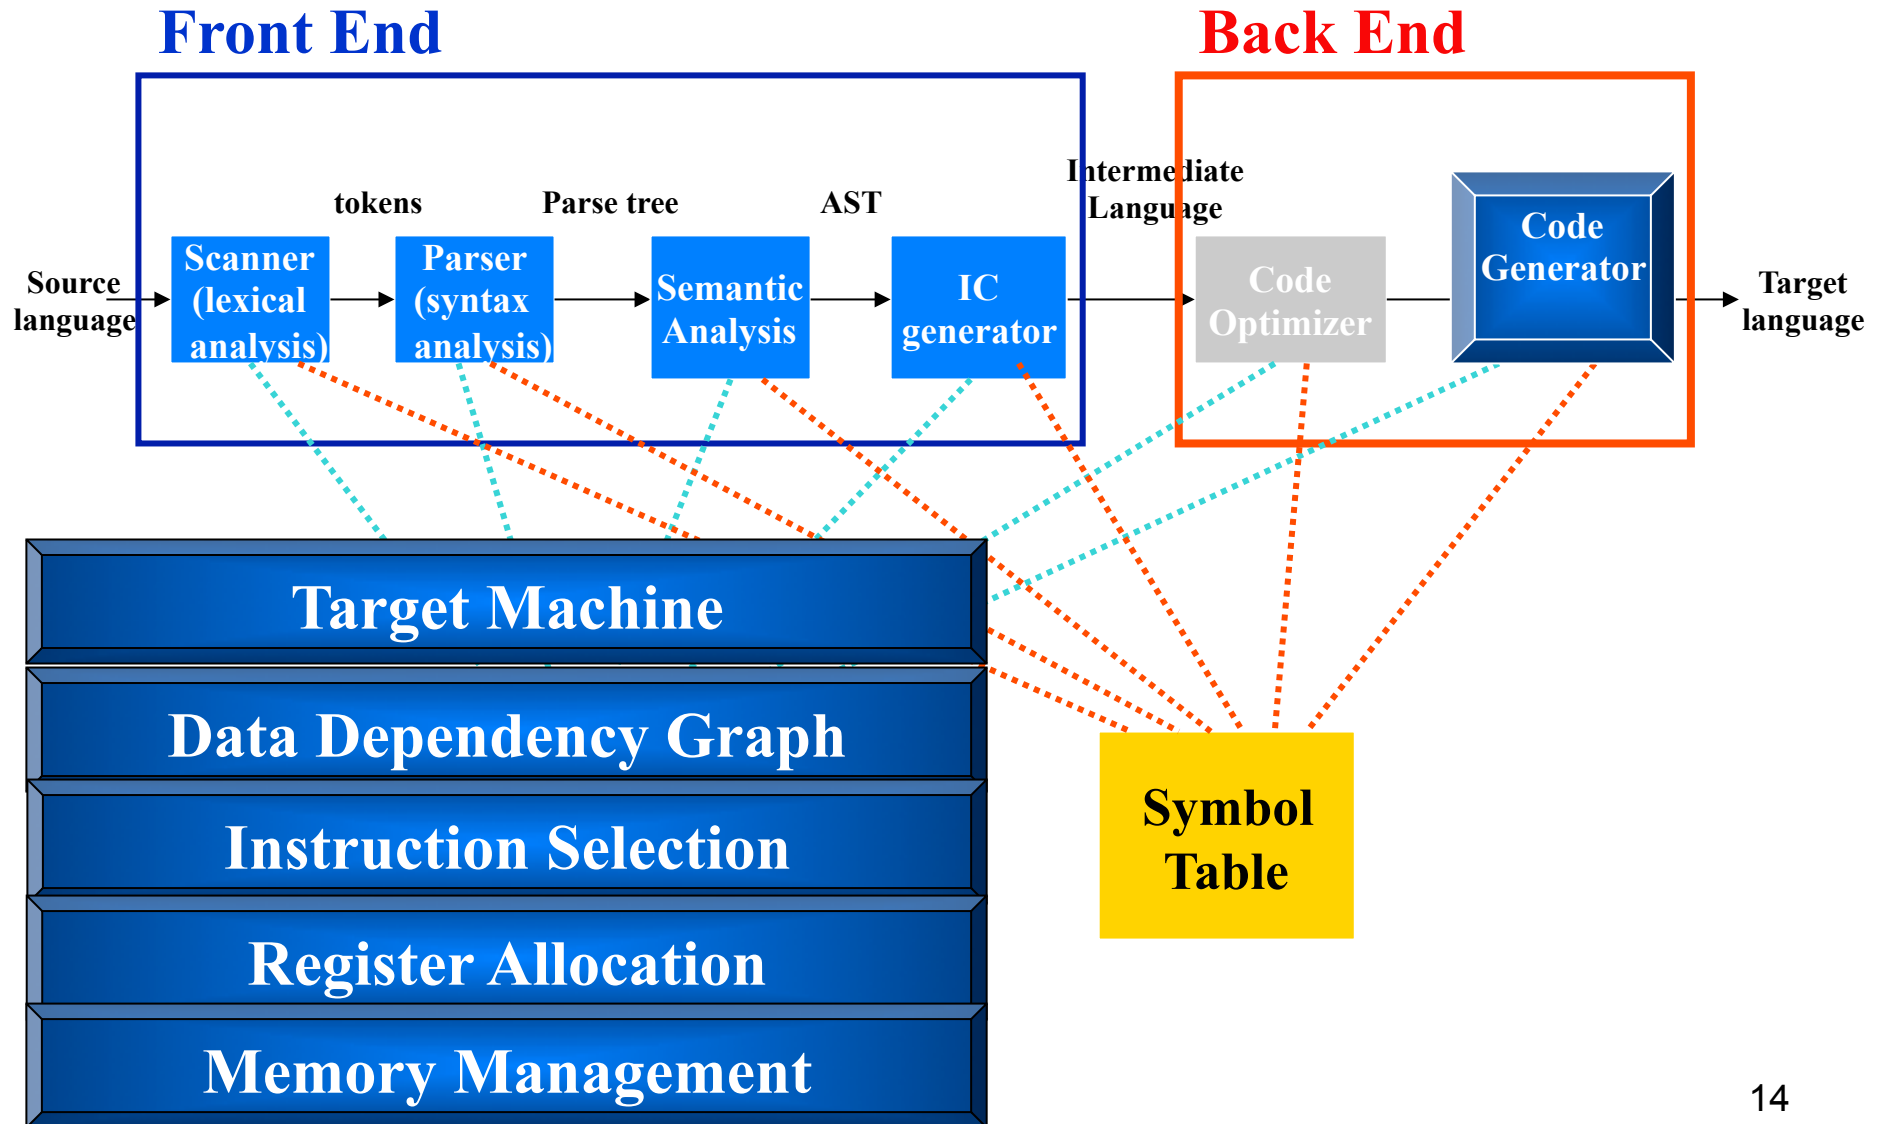 Front End
Back End
Source
language
tokens
Parse tree
AST
Intermediate
Language
Scanner
(lexical
analysis)
Parser
(syntax
analysis)
Semantic
Analysis
IC
generator
Code
Optimizer
Code
Generator
Target
language
Target Machine
Data Dependency Graph
Instruction Selection
Register Allocation
Memory Management
Symbol
Table
14